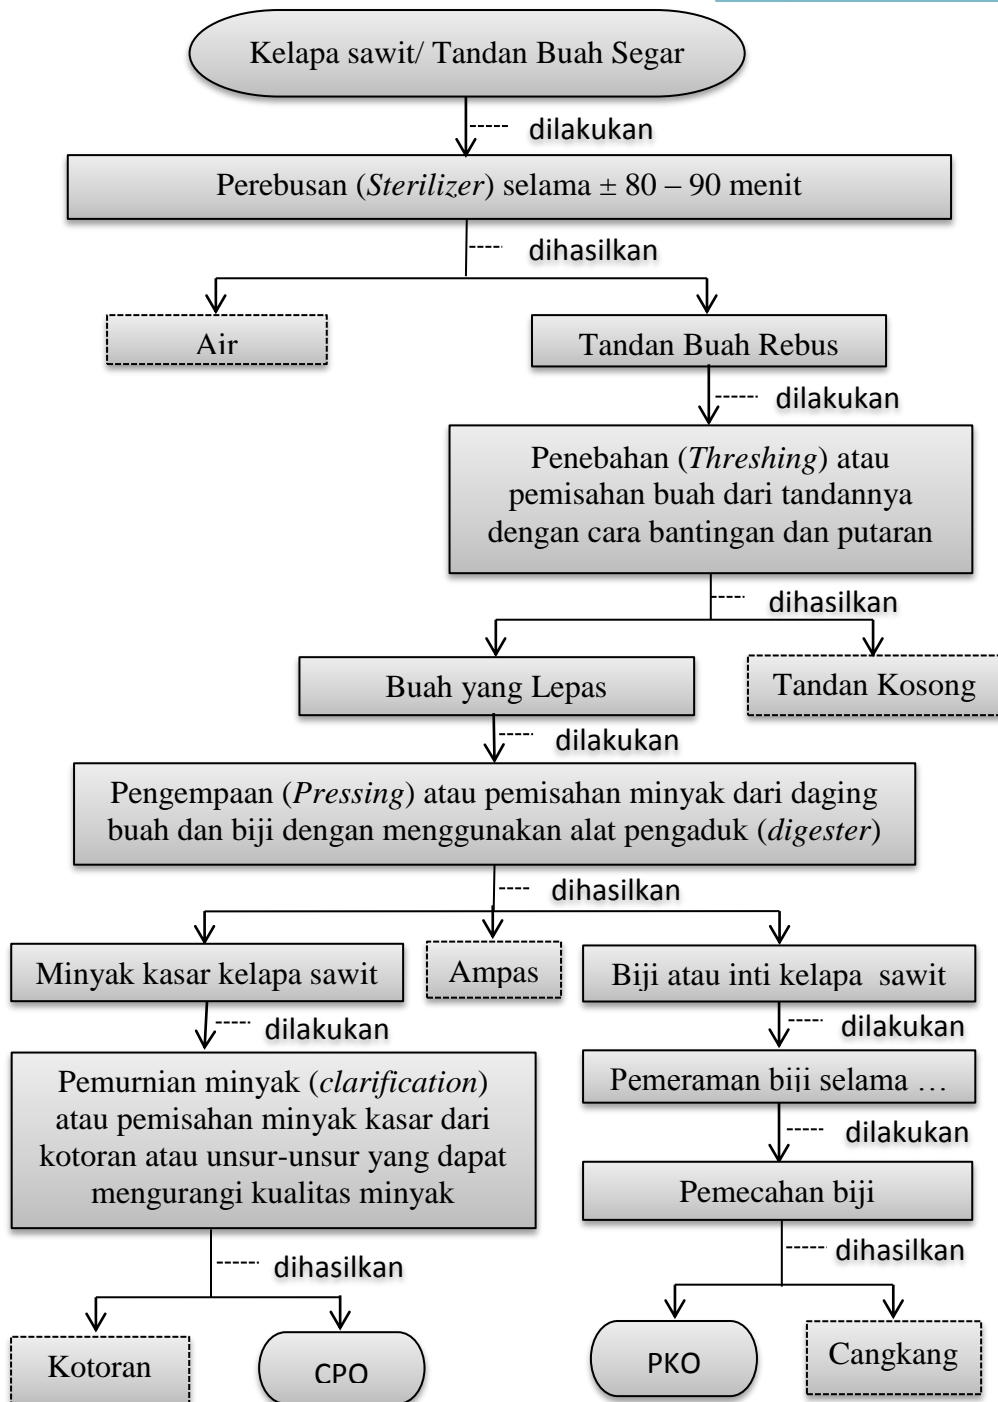 Kelapa sawit/ Tandan Buah Segar
dilakukan
Perebusan (Sterilizer) selama ± 80 – 90 menit
dihasilkan
Air
Tandan Buah Rebus
dilakukan
Penebahan (Threshing) atau
pemisahan buah dari tandannya
dengan cara bantingan dan putaran
dihasilkan
Buah yang Lepas
Tandan Kosong
dilakukan
Pengempaan (Pressing) atau pemisahan minyak dari daging
buah dan biji dengan menggunakan alat pengaduk (digester)
dihasilkan
Minyak kasar kelapa sawit
Ampas
Biji atau inti kelapa sawit
dilakukan
dilakukan
Pemurnian minyak (clarification)
atau pemisahan minyak kasar dari
kotoran atau unsur-unsur yang dapat
mengurangi kualitas minyak
Pemeraman biji selama …
dilakukan
Pemecahan biji
dihasilkan
dihasilkan
Kotoran
CPO
PKO
Cangkang